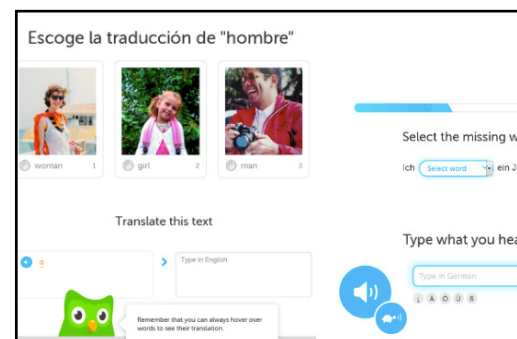 Escoge la traducción de "hombre"
woman 1
girl 2
man 3
Select the missing w
Ich Select word ein J
Translate this text
Type in English
Remember that you can always hover over
words to see their translation.
Type what you hea
Type in German
Ä Ö Ü ß